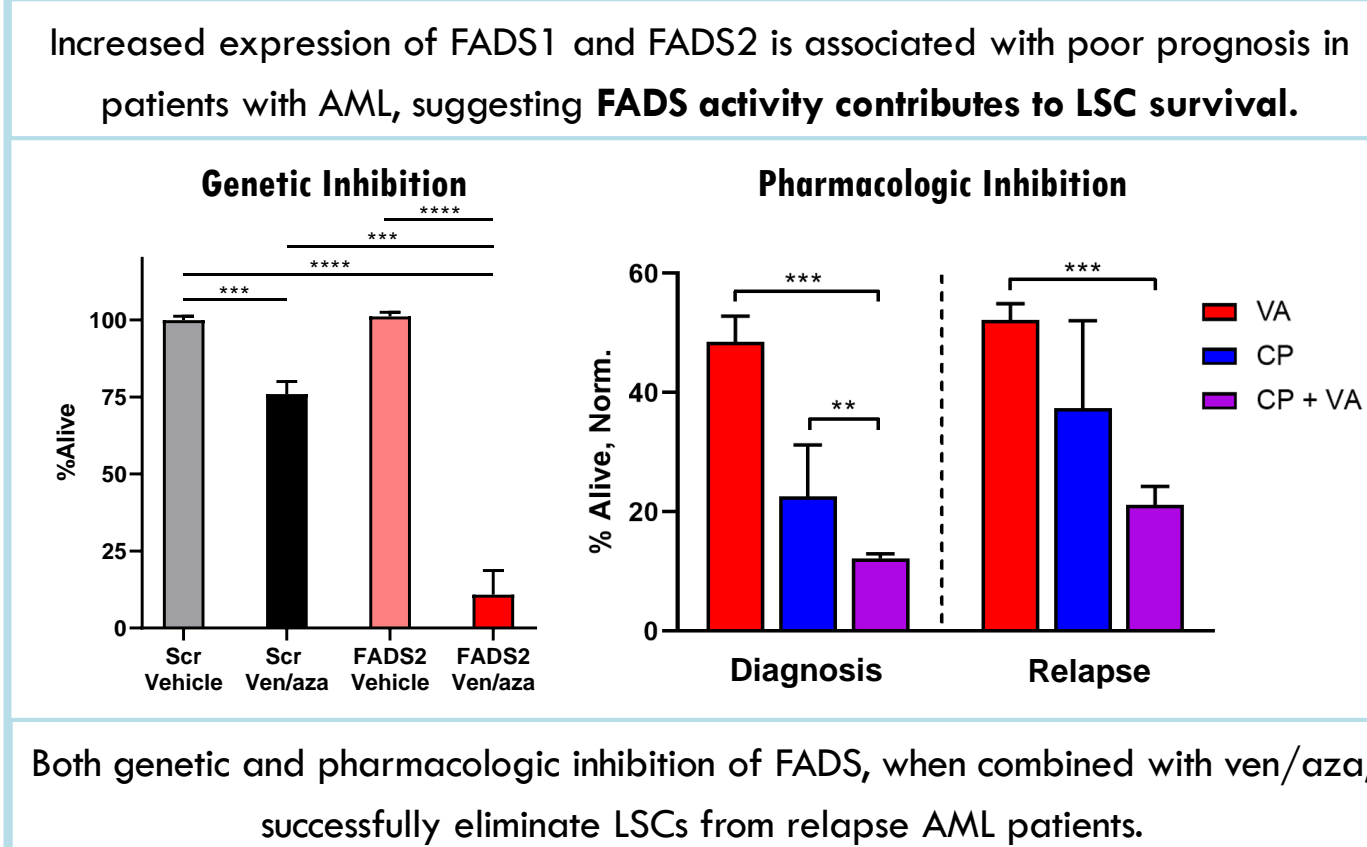 Increased expression of FADS1 and FADS2 is associated with poor prognosis in
patients with AML, suggesting FADS activity contributes to LSC survival.
Genetic Inhibition
****
***
****
***
%Alive
100
75
50
25
0
Scr
Vehicle
Scr
Ven/aza
FADS2
Vehicle
FADS2
Ven/aza
Pharmacologic Inhibition
% Alive, Norm.
60
40
20
0
***
**
***
Diagnosis
Relapse
VA
CP
CP + VA
Both genetic and pharmacologic inhibition of FADS, when combined with ven/aza,
successfully eliminate LSCs from relapse AML patients.